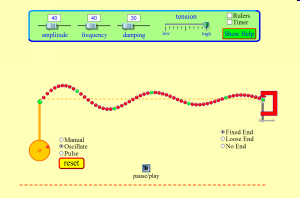 40 40 30
amplitude frequency damping
tension
low high
Rulers
Timer
Show Help
Manual
Oscillate
Pulse
reset
Fixed End
Loose End
No End
pause/play